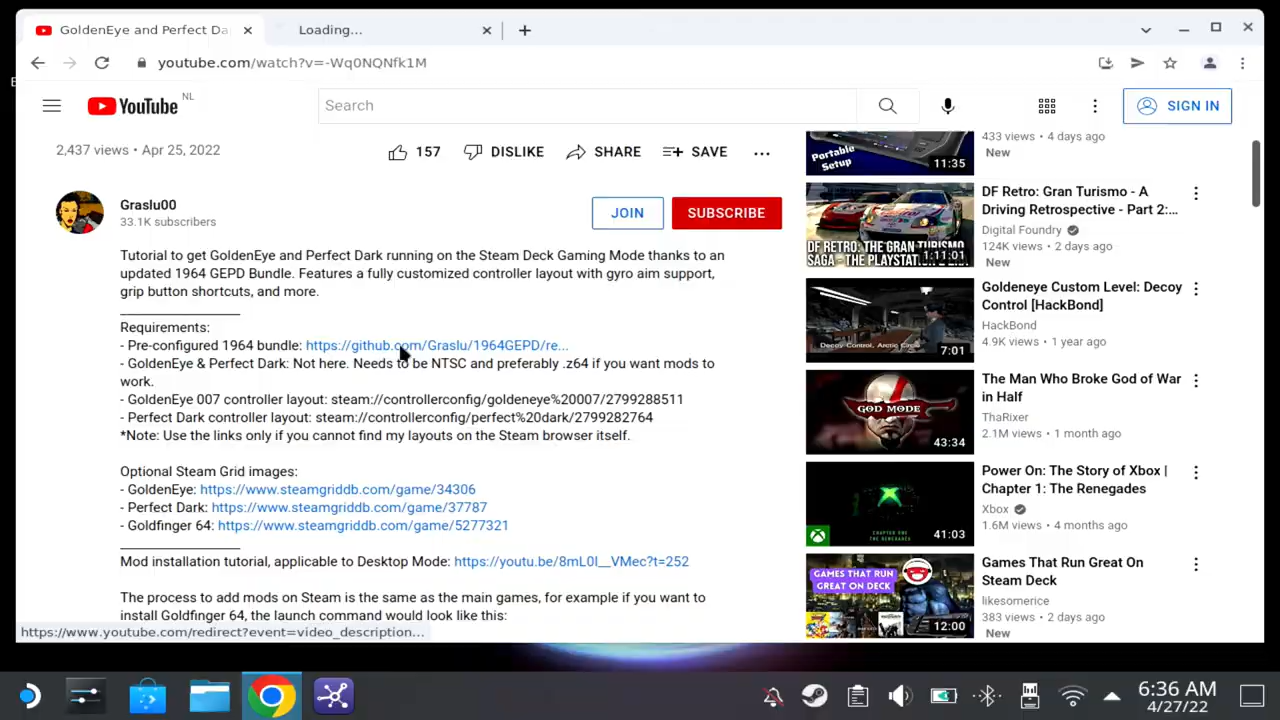 GoldenEye and Perfect Da
Loading...
youtube.com/watch?v=-Wq0NQNfk1M
YouTube NL
Search
SIGN IN
2,437 views • Apr 25, 2022
157
DISLIKE
SHARE
SAVE
Graslu00
33.1K subscribers
JOIN
SUBSCRIBE
Tutorial to get GoldenEye and Perfect Dark running on the Steam Deck Gaming Mode thanks to an
updated 1964 GEPD Bundle. Features a fully customized controller layout with gyro aim support,
grip button shortcuts, and more.
Requirements:
- Pre-configured 1964 bundle: https://github.com/Graslu/1964GEPD/re...
- GoldenEye & Perfect Dark: Not here. Needs to be NTSC and preferably .z64 if you want mods to
work.
- GoldenEye 007 controller layout: steam://controllerconfig/goldeneye%20007/2799288511
- Perfect Dark controller layout: steam://controllerconfig/perfect%20dark/2799282764
*Note: Use the links only if you cannot find my layouts on the Steam browser itself.
Optional Steam Grid images:
- GoldenEye: https://www.steamgriddb.com/game/34306
- Perfect Dark: https://www.steamgriddb.com/game/37787
- Goldfinger 64: https://www.steamgriddb.com/game/5277321
Mod installation tutorial, applicable to Desktop Mode: https://youtu.be/8mL0I__VMec?t=252
The process to add mods on Steam is the same as the main games, for example if you want to
install Goldfinger 64, the launch command would look like this:
https://www.youtube.com/redirect?event=video_description...
Portable
Setup
11:35
433 views • 4 days ago
New
DF RETRO: THE GRAN TURISMO
SAGA - THE PLAYSTATION ERA
1:11:01
DF Retro: Gran Turismo - A
Driving Retrospective - Part 2:...
Digital Foundry
124K views • 2 days ago
New
Decoy Control, Arctic Circle
7:01
Goldeneye Custom Level: Decoy
Control [HackBond]
HackBond
4.9K views • 1 year ago
GOD MODE
43:34
The Man Who Broke God of War
in Half
ThaRixer
2.1M views • 1 month ago
CHAPTER ONE
THE RENEGADES
41:03
Power On: The Story of Xbox |
Chapter 1: The Renegades
Xbox
1.6M views • 4 months ago
GAMES THAT RUN
GREAT ON DECK
12:00
Games That Run Great On
Steam Deck
likesomerice
383 views • 2 days ago
New
6:36 AM
4/27/22